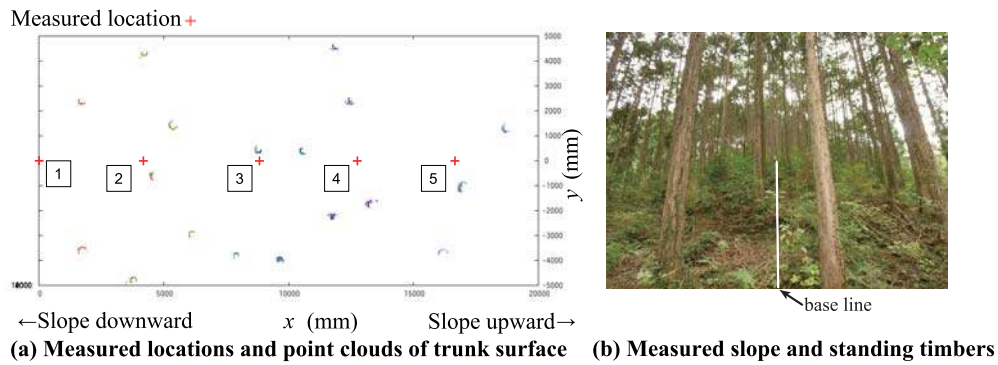 Measured location +
5000
4000
3000
2000
1000
0
-1000
-2000
-3000
-4000
-5000
y (mm)
1
2
3
4
5
0
5000
10000
15000
20000
←Slope downward
x (mm)
Slope upward→
base line
(a) Measured locations and point clouds of trunk surface
(b) Measured slope and standing timbers